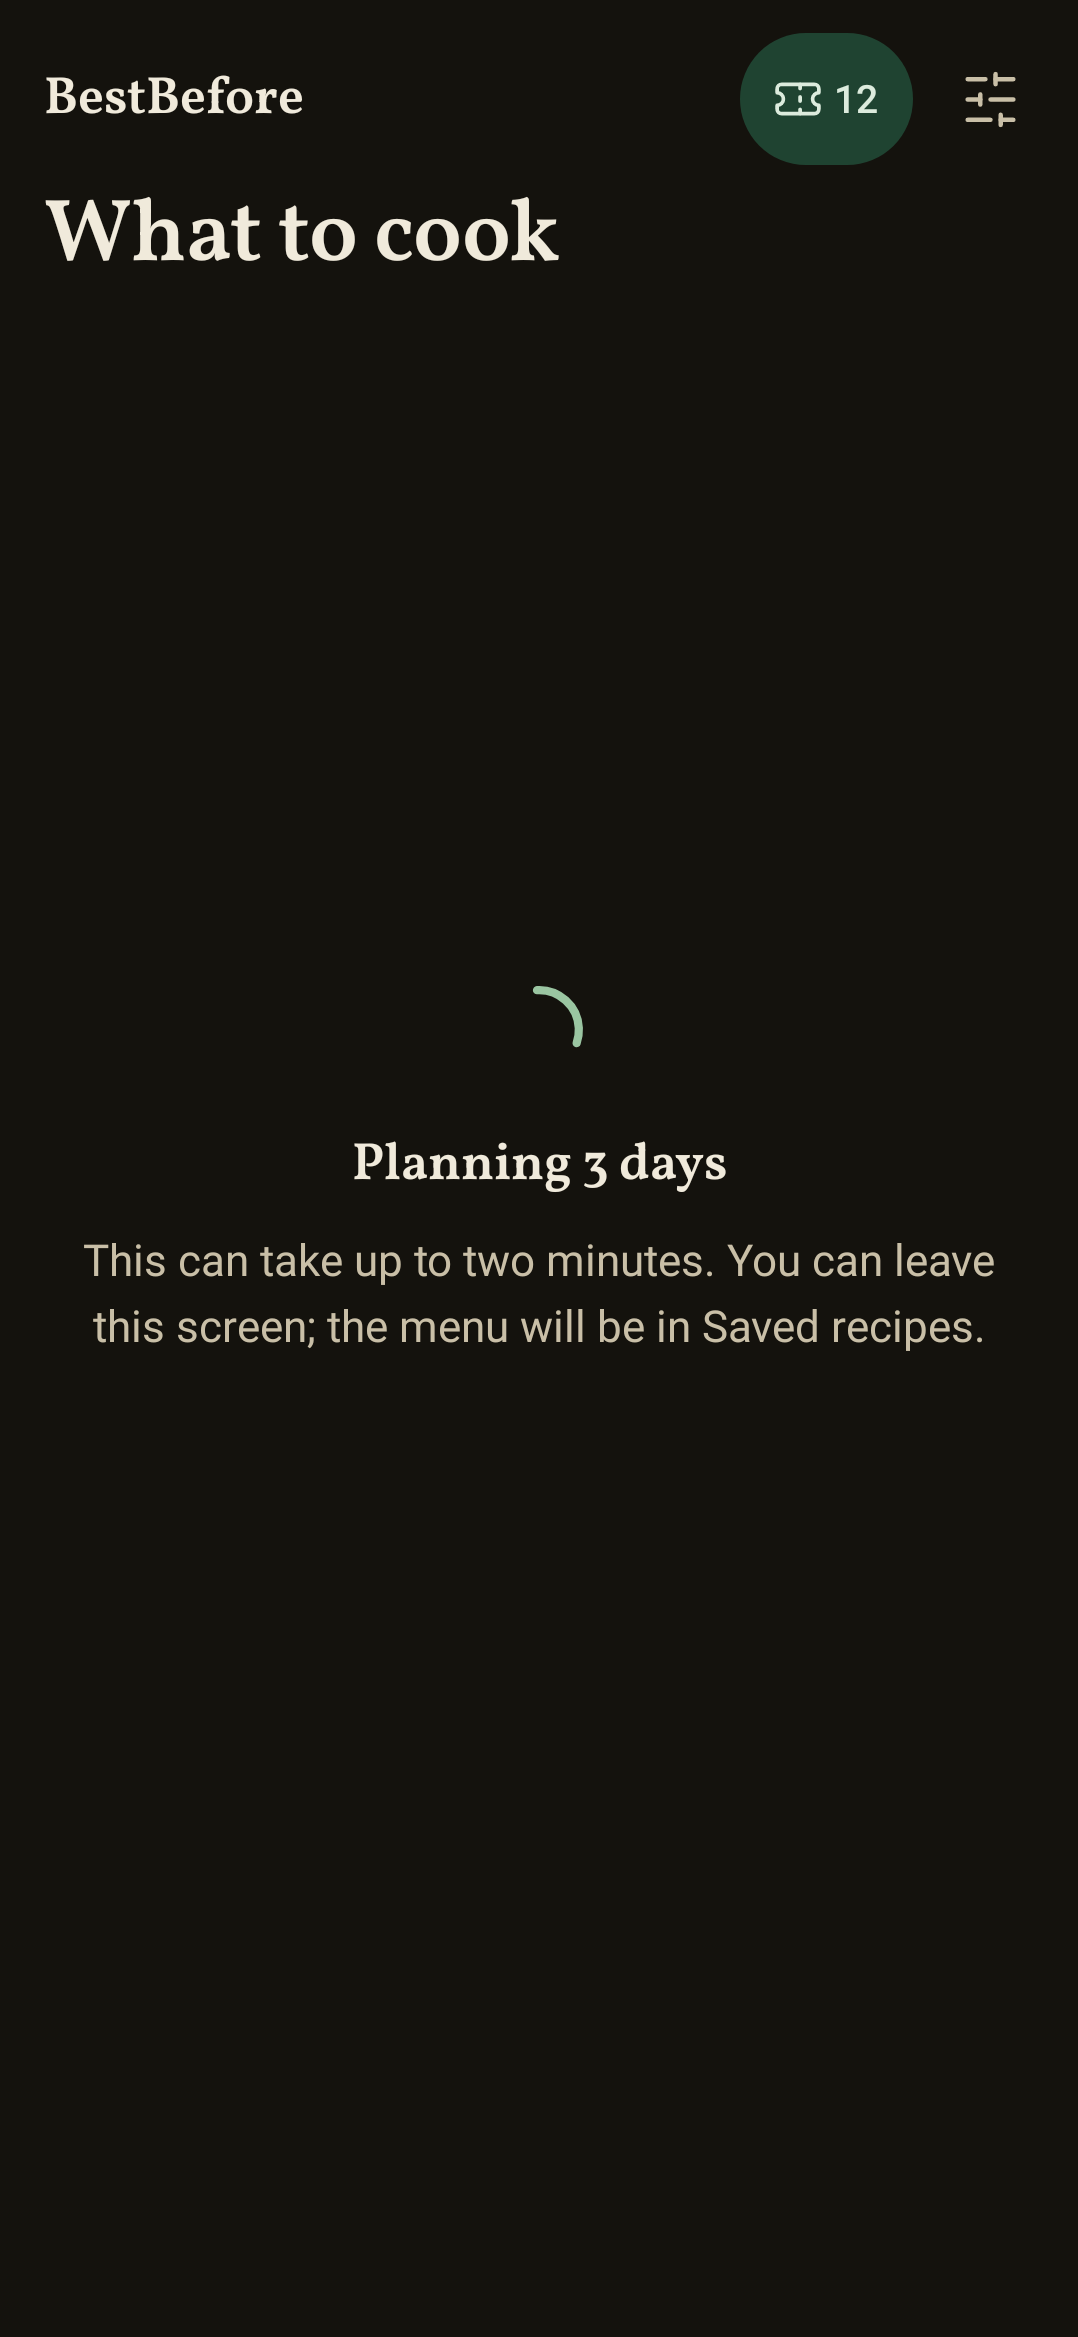 BestBefore
12
What to cook
Planning 3 days
This can take up to two minutes. You can leave
this screen; the menu will be in Saved recipes.